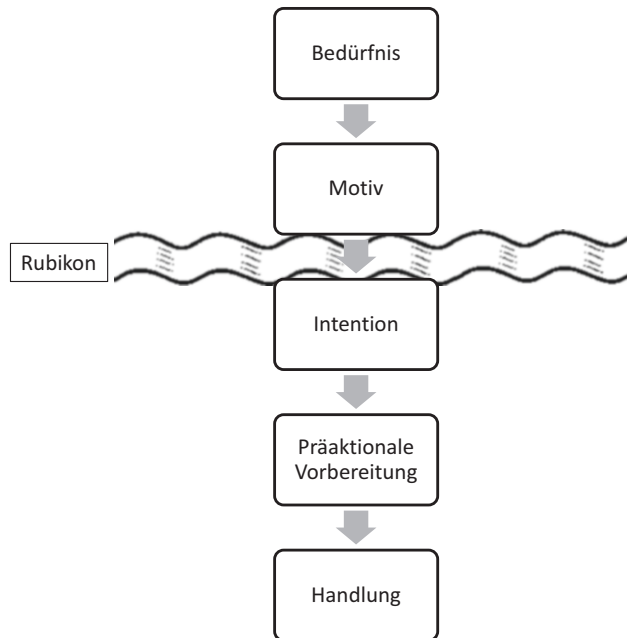 Bedürfnis
Motiv
Rubikon
Intention
Präaktionale
Vorbereitung
Handlung